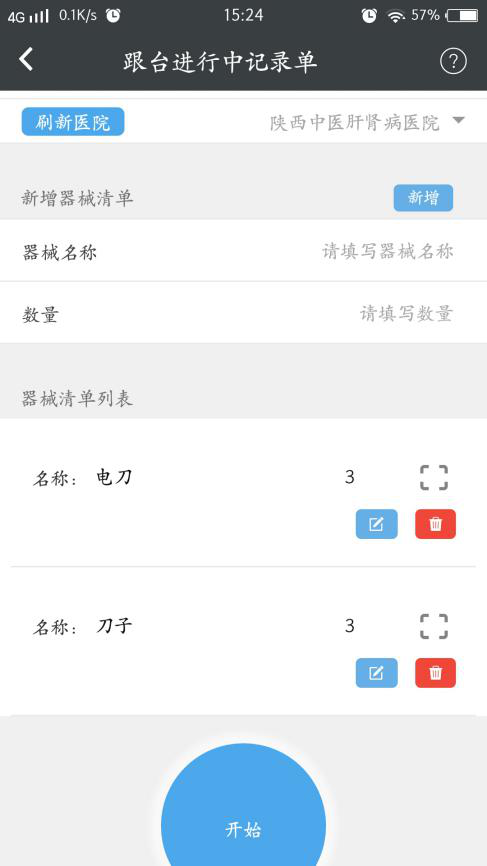 4G 0.1K/s 15:24 57%
跟台进行中记录单 ?
刷新医院 陕西中医肝肾病医院
新增器械清单 新增
器械名称 请填写器械名称
数量 请填写数量
器械清单列表
名称： 电刀 3
名称： 刀子 3
开始